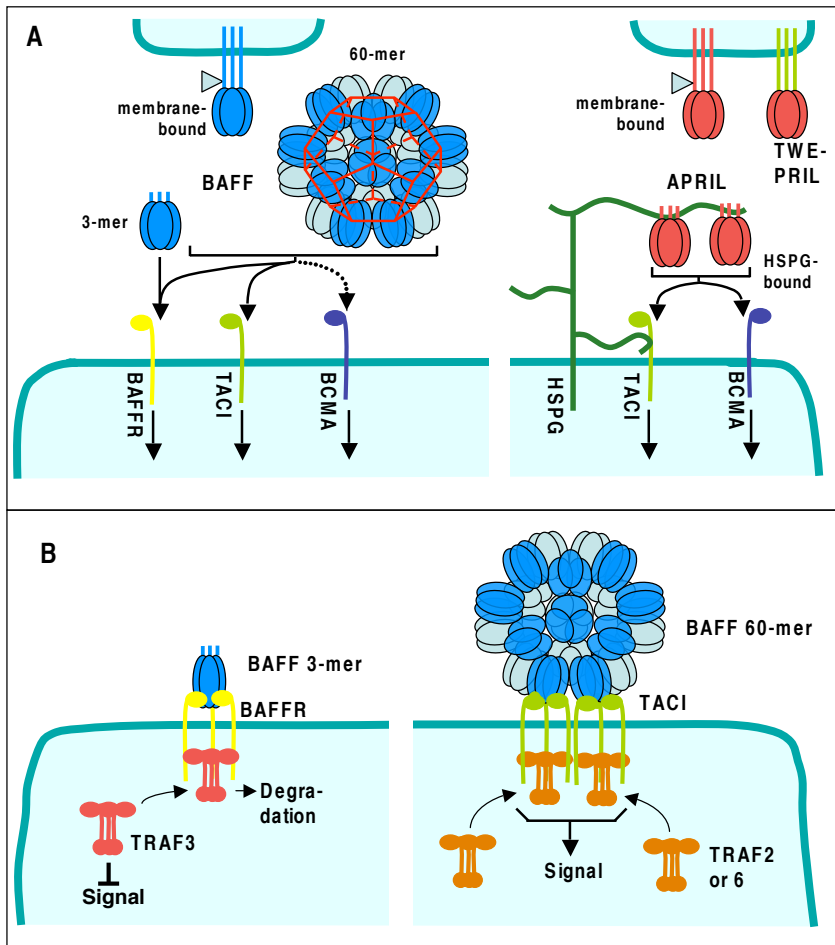 A
60-mer
membrane-
bound
BAFF
3-mer
BAFFR
TACI
BCMA
membrane-
bound
TWE-
PRIL
APRIL
HSPG-
bound
HSPG
TACI
BCMA
B
BAFF 3-mer
BAFFR
Degra-
dation
TRAF3
Signal
BAFF 60-mer
TACI
Signal
TRAF2
or 6